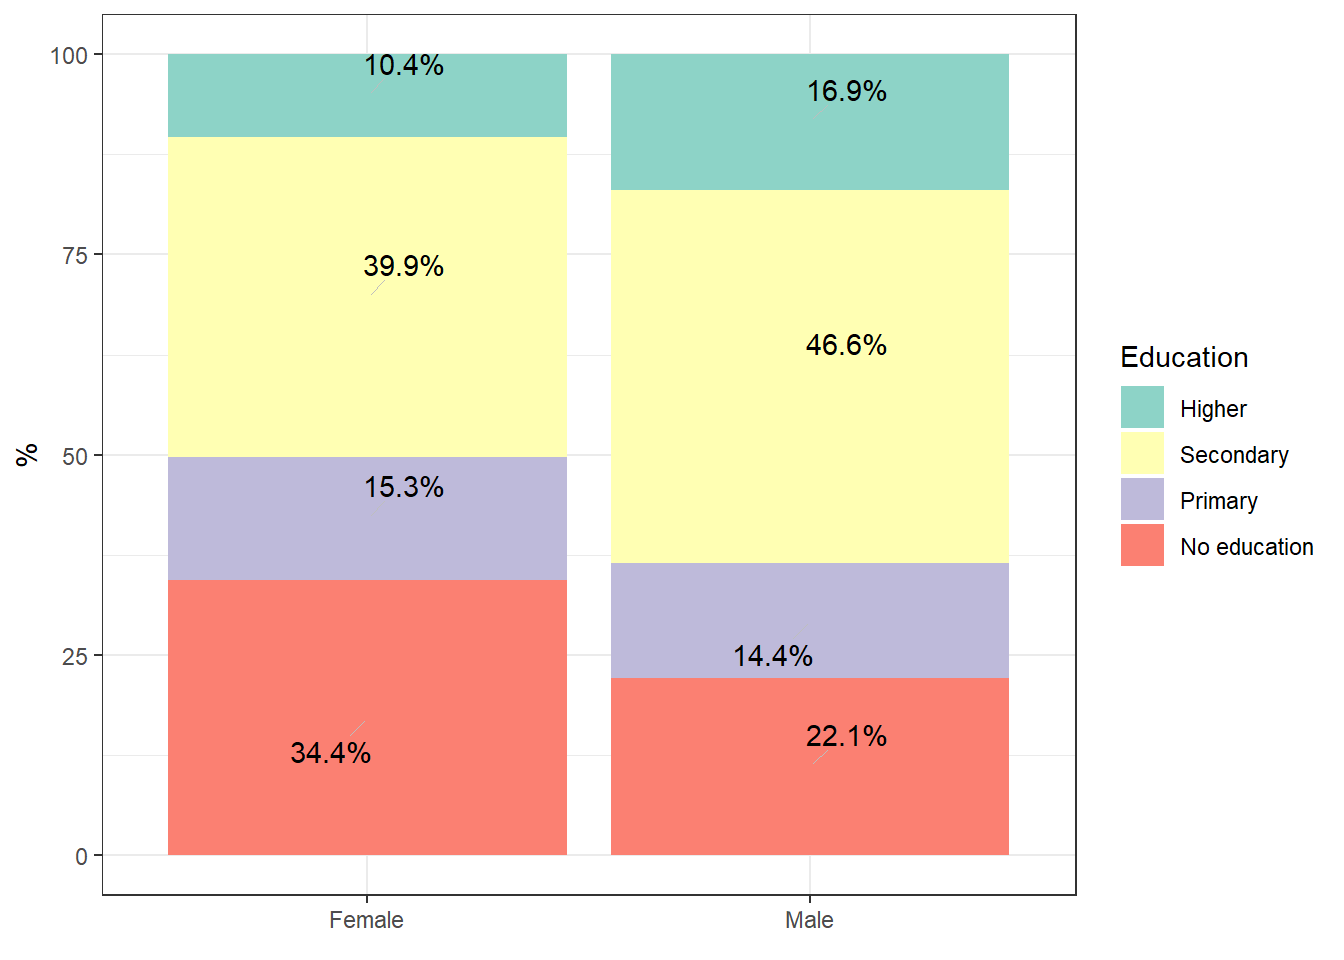 100
75
50
25
0
%
10.4%
16.9%
39.9%
46.6%
15.3%
14.4%
34.4%
22.1%
Female
Male
Education
Higher
Secondary
Primary
No education